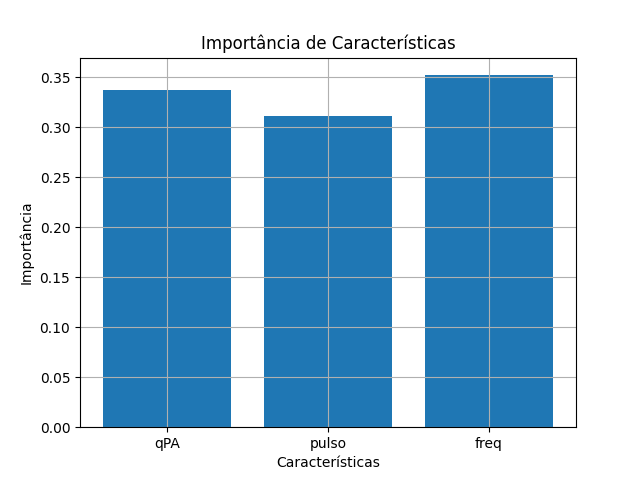 Importância de Características
Importância
0.35
0.30
0.25
0.20
0.15
0.10
0.05
0.00
qPA
pulso
freq
Características